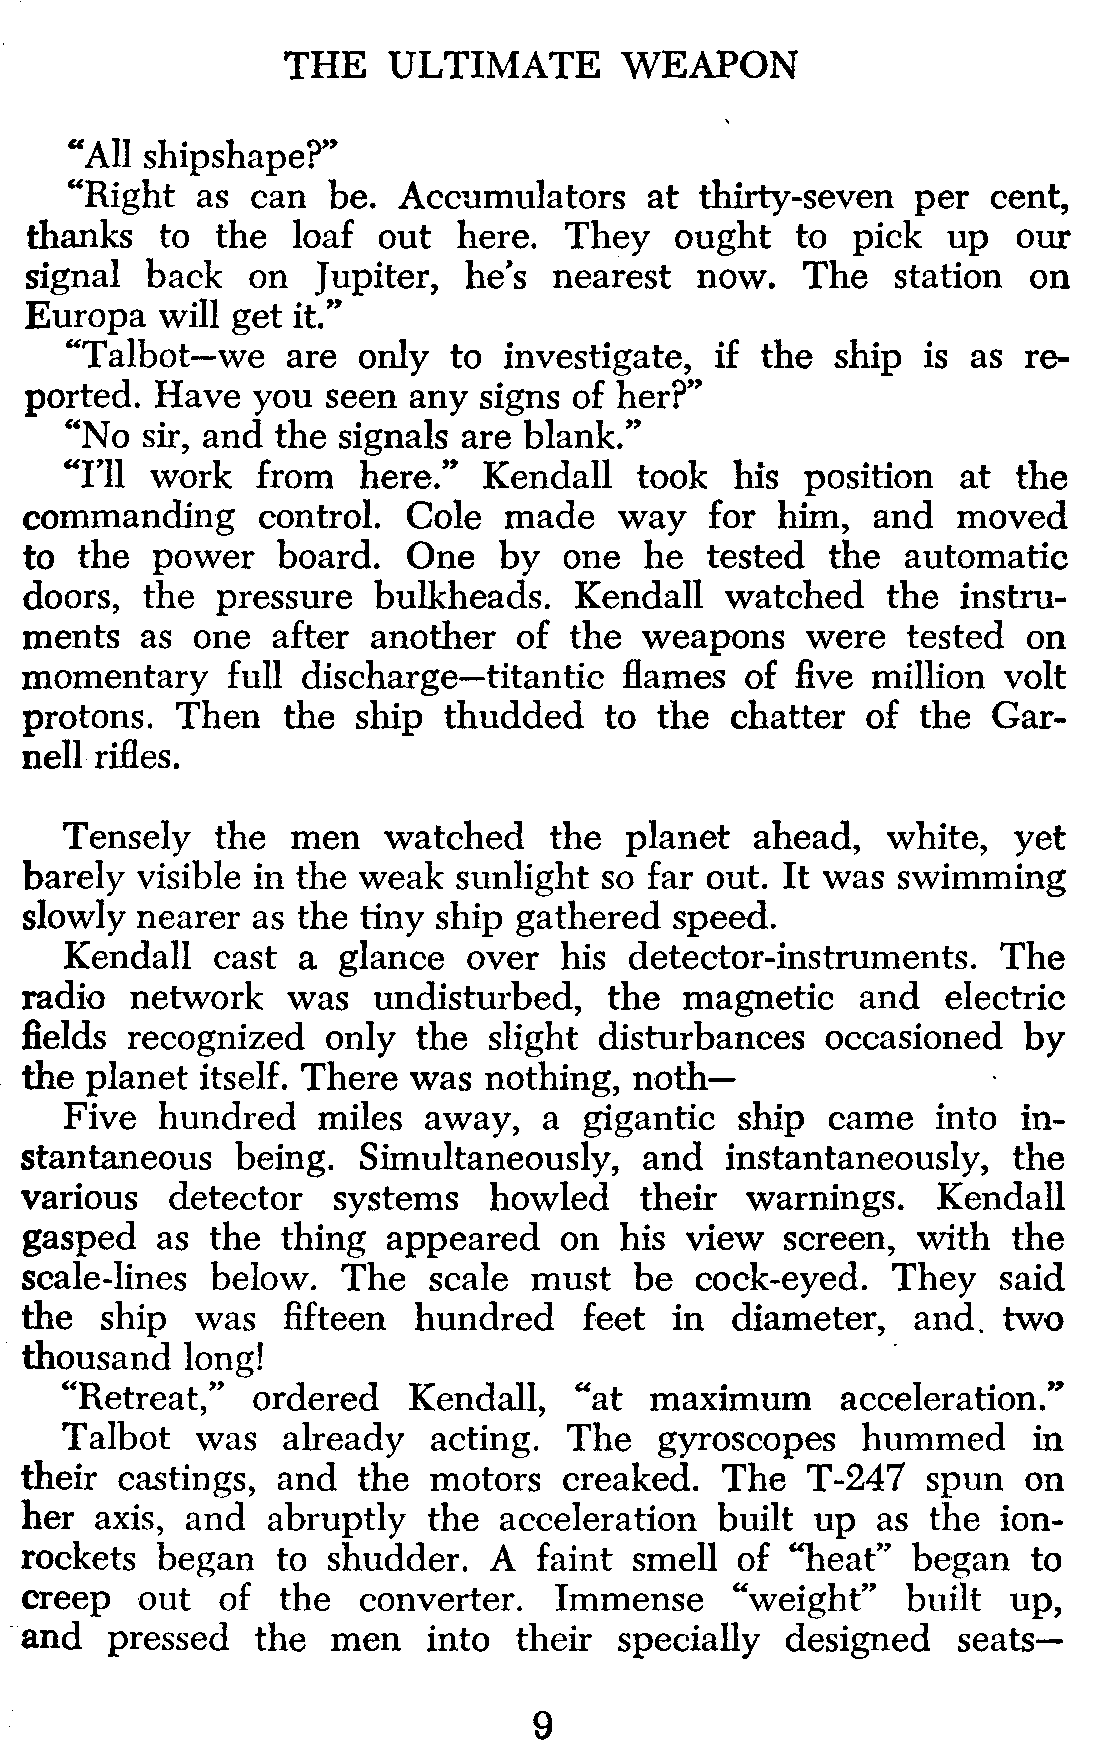 THE ULTIMATE WEAPON
“All shipshape?”
“Right as can be. Accumulators at thirty-seven per cent,
thanks to the loaf out here. They ought to pick up our
signal back on Jupiter, he’s nearest now. The station on
Europa will get it.”
“Talbot—we are only to investigate, if the ship is as re-
ported. Have you seen any signs of her?”
“No sir, and the signals are blank.”
“I’ll work from here.” Kendall took his position at the
commanding control. Cole made way for him, and moved
to the power board. One by one he tested the automatic
doors, the pressure bulkheads. Kendall watched the instru-
ments as one after another of the weapons were tested on
momentary full discharge—titantic flames of five million volt
protons. Then the ship thudded to the chatter of the Gar-
nell rifles.
Tensely the men watched the planet ahead, white, yet
barely visible in the weak sunlight so far out. It was swimming
slowly nearer as the tiny ship gathered speed.
Kendall cast a glance over his detector-instruments. The
radio network was undisturbed, the magnetic and electric
fields recognized only the slight disturbances occasioned by
the planet itself. There was nothing, noth—
Five hundred miles away, a gigantic ship came into in-
stantaneous being. Simultaneously, and instantaneously, the
various detector systems howled their warnings. Kendall
gasped as the thing appeared on his view screen, with the
scale-lines below. The scale must be cock-eyed. They said
the ship was fifteen hundred feet in diameter, and. two
thousand long!
“Retreat,” ordered Kendall, “at maximum acceleration.”
Talbot was already acting. The gyroscopes hummed in
their castings, and the motors creaked. The T-247 spun on
her axis, and abruptly the acceleration built up as the ion-
rockets began to shudder. A faint smell of “heat” began to
creep out of the converter. Immense “weight” built up,
and pressed the men into their specially designed seats—
9